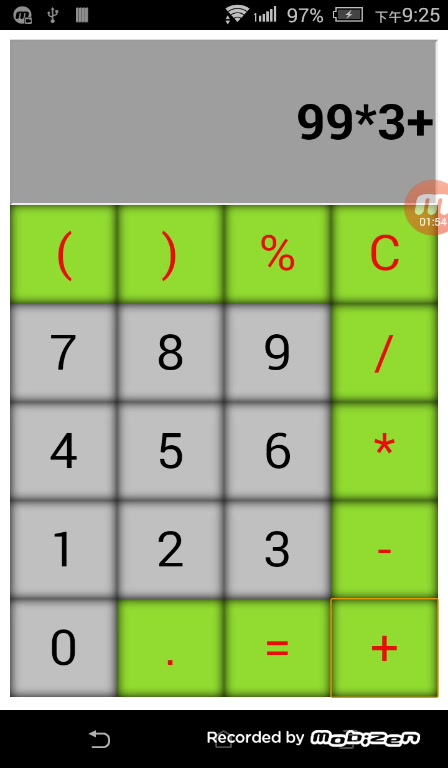 97% 下午9:25
99*3+
01:54
( ) % C
7 8 9 /
4 5 6 *
1 2 3 -
0 . = +
Recorded by mobizen